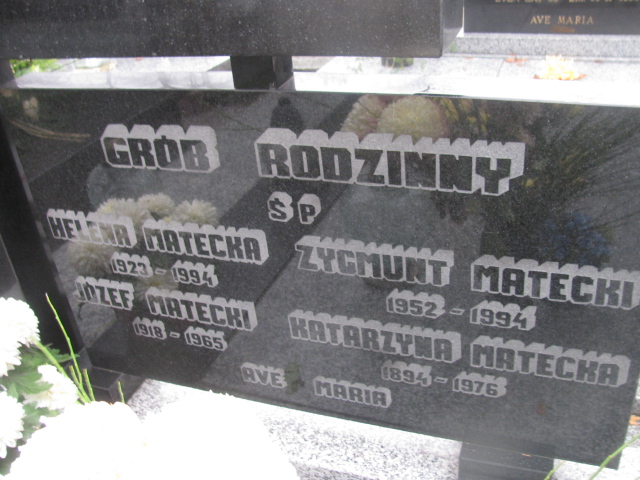 AVE MARIA
GRÓB RODZINNY
Ś P
HELENA MATECKA
1923 - 1994
JÓZEF MATECKI
1918 - 1965
ZYGMUNT MATECKI
1952 - 1994
KATARZYNA MATECKA
1894 - 1976
AVE MARIA